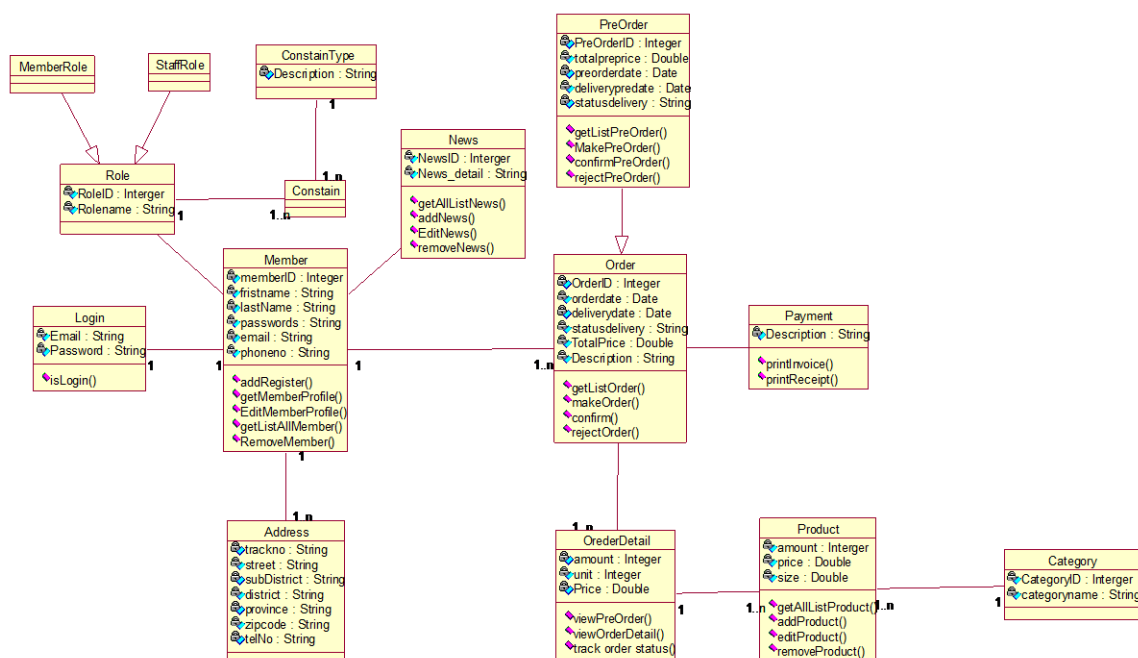 PreOrder
PreOrderID : Integer
totalpreprice : Double
preorderdate : Date
deliverypredate : Date
statusdelivery : String
getListPreOrder()
MakePreOrder()
confirmPreOrder()
rejectPreOrder()
MemberRole
StaffRole
ConstainType
Description : String
1
1..n
Constain
Role
RoleID : Interger
Rolename : String
1
1..n
News
NewsID : Interger
News_detail : String
getAllListNews()
addNews()
EditNews()
removeNews()
Member
memberID : Integer
fristname : String
lastName : String
passwords : String
email : String
phoneno : String
addRegister()
getMemberProfile()
EditMemberProfile()
getListAllMember()
RemoveMember()
Login
Email : String
Password : String
isLogin()
1
1
1
1..n
Order
OrderID : Integer
orderdate : Date
deliverydate : Date
statusdelivery : String
TotalPrice : Double
Description : String
getListOrder()
makeOrder()
confirm()
rejectOrder()
Payment
Description : String
printInvoice()
printReceipt()
1
1..n
Address
trackno : String
street : String
subDistrict : String
district : String
province : String
zipcode : String
telNo : String
1..n
OrederDetail
amount : Integer
unit : Integer
Price : Double
viewPreOrder()
viewOrderDetail()
track order status()
1
1..n
Product
amount : Interger
price : Double
size : Double
getAllListProduct()
addProduct()
editProduct()
removeProduct()
1..n
1
Category
CategoryID : Interger
categoryname : String